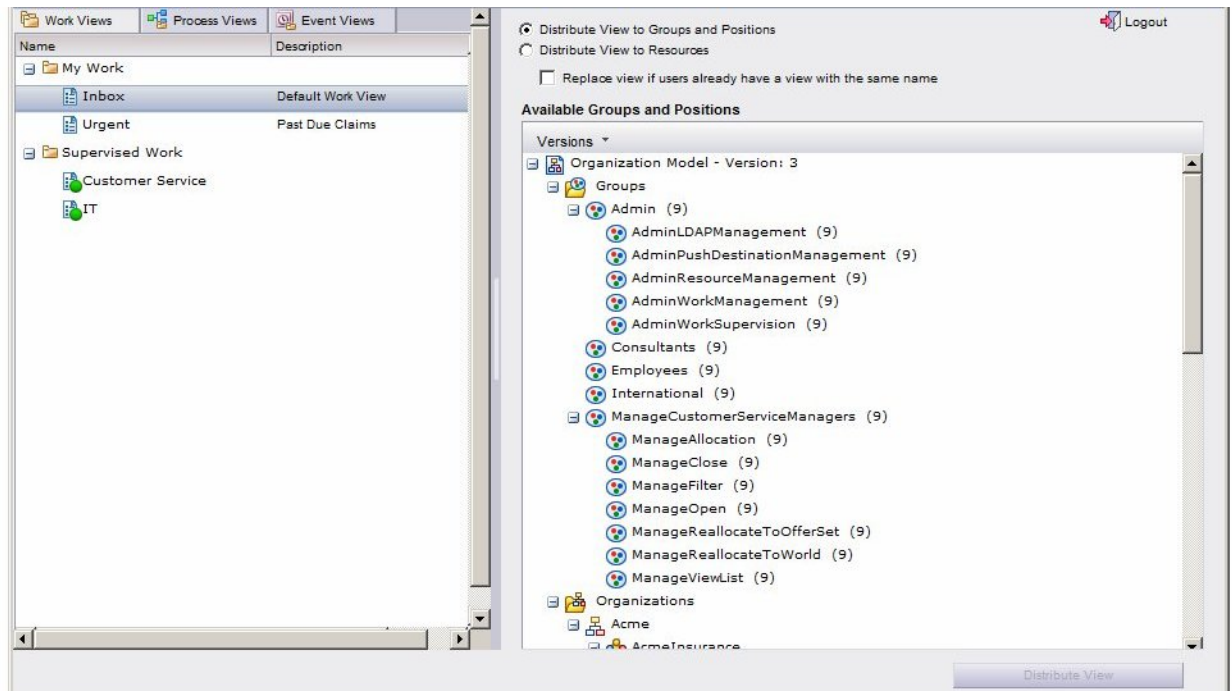 Work Views Process Views Event Views
Name Description
My Work
Inbox Default Work View
Urgent Past Due Claims
Supervised Work
Customer Service
IT
Logout
Distribute View to Groups and Positions
Distribute View to Resources
Replace view if users already have a view with the same name
Available Groups and Positions
Versions
Organization Model - Version: 3
Groups
Admin (9)
AdminLDAPManagement (9)
AdminPushDestinationManagement (9)
AdminResourceManagement (9)
AdminWorkManagement (9)
AdminWorkSupervision (9)
Consultants (9)
Employees (9)
International (9)
ManageCustomerServiceManagers (9)
ManageAllocation (9)
ManageClose (9)
ManageFilter (9)
ManageOpen (9)
ManageReallocateToOfferSet (9)
ManageReallocateToWorld (9)
ManageViewList (9)
Organizations
Acme
AcmeInsurance
Distribute View